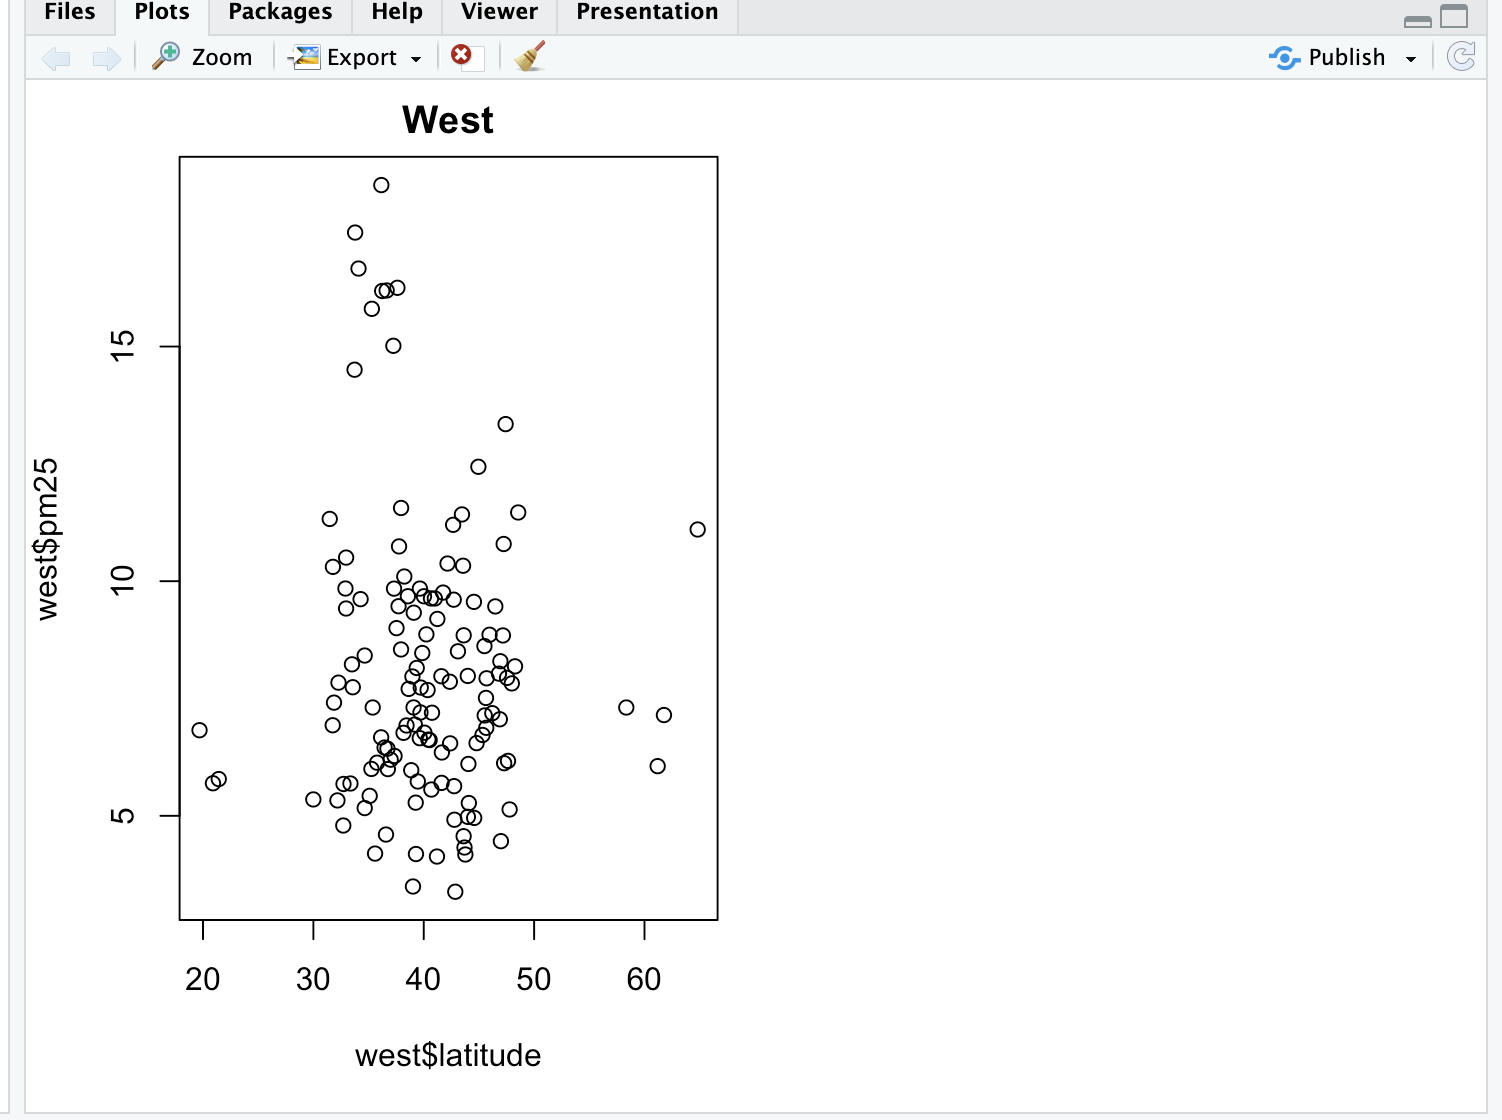 Files Plots Packages Help Viewer Presentation
Zoom Export Publish
West
west$pm25
15
10
5
20 30 40 50 60
west$latitude